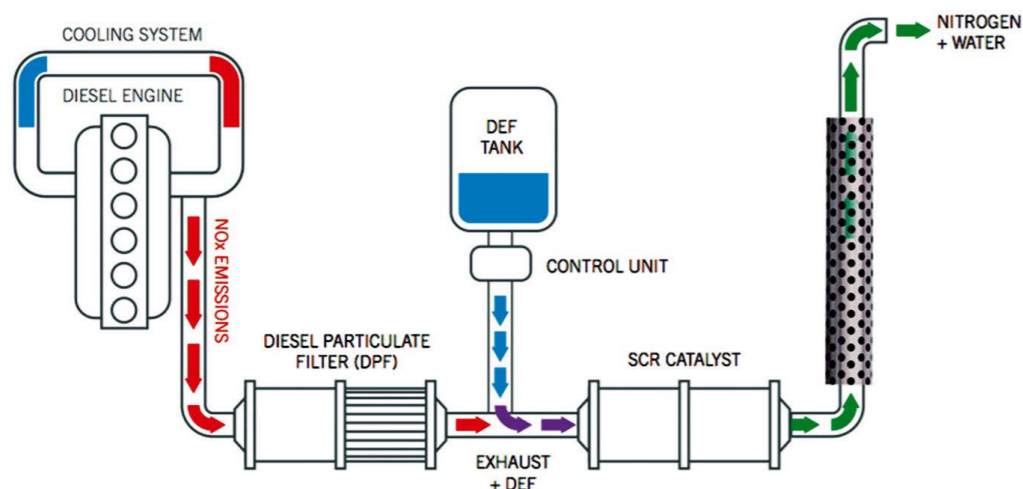 COOLING SYSTEM
DIESEL ENGINE
NOx EMISSIONS
DIESEL PARTICULATE
FILTER (DPF)
DEF
TANK
CONTROL UNIT
EXHAUST
+ DEF
SCR CATALYST
NITROGEN
+ WATER